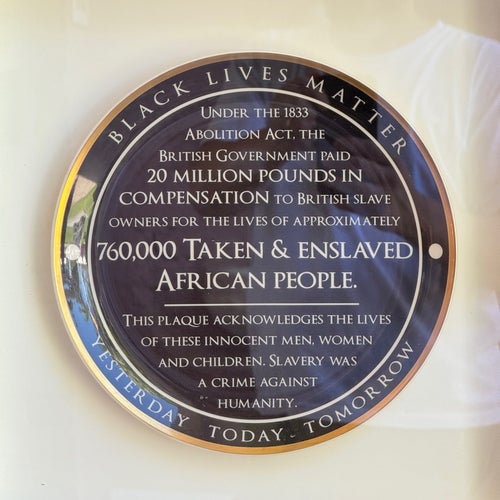 BLACK LIVES MATTER
UNDER THE 1833
ABOLITION ACT, THE
BRITISH GOVERNMENT PAID
20 MILLION POUNDS IN
COMPENSATION TO BRITISH SLAVE
OWNERS FOR THE LIVES OF APPROXIMATELY
760,000 TAKEN & ENSLAVED
AFRICAN PEOPLE.
THIS PLAQUE ACKNOWLEDGES THE LIVES
OF THESE INNOCENT MEN, WOMEN
AND CHILDREN. SLAVERY WAS
A CRIME AGAINST
HUMANITY.
YESTERDAY TODAY TOMORROW